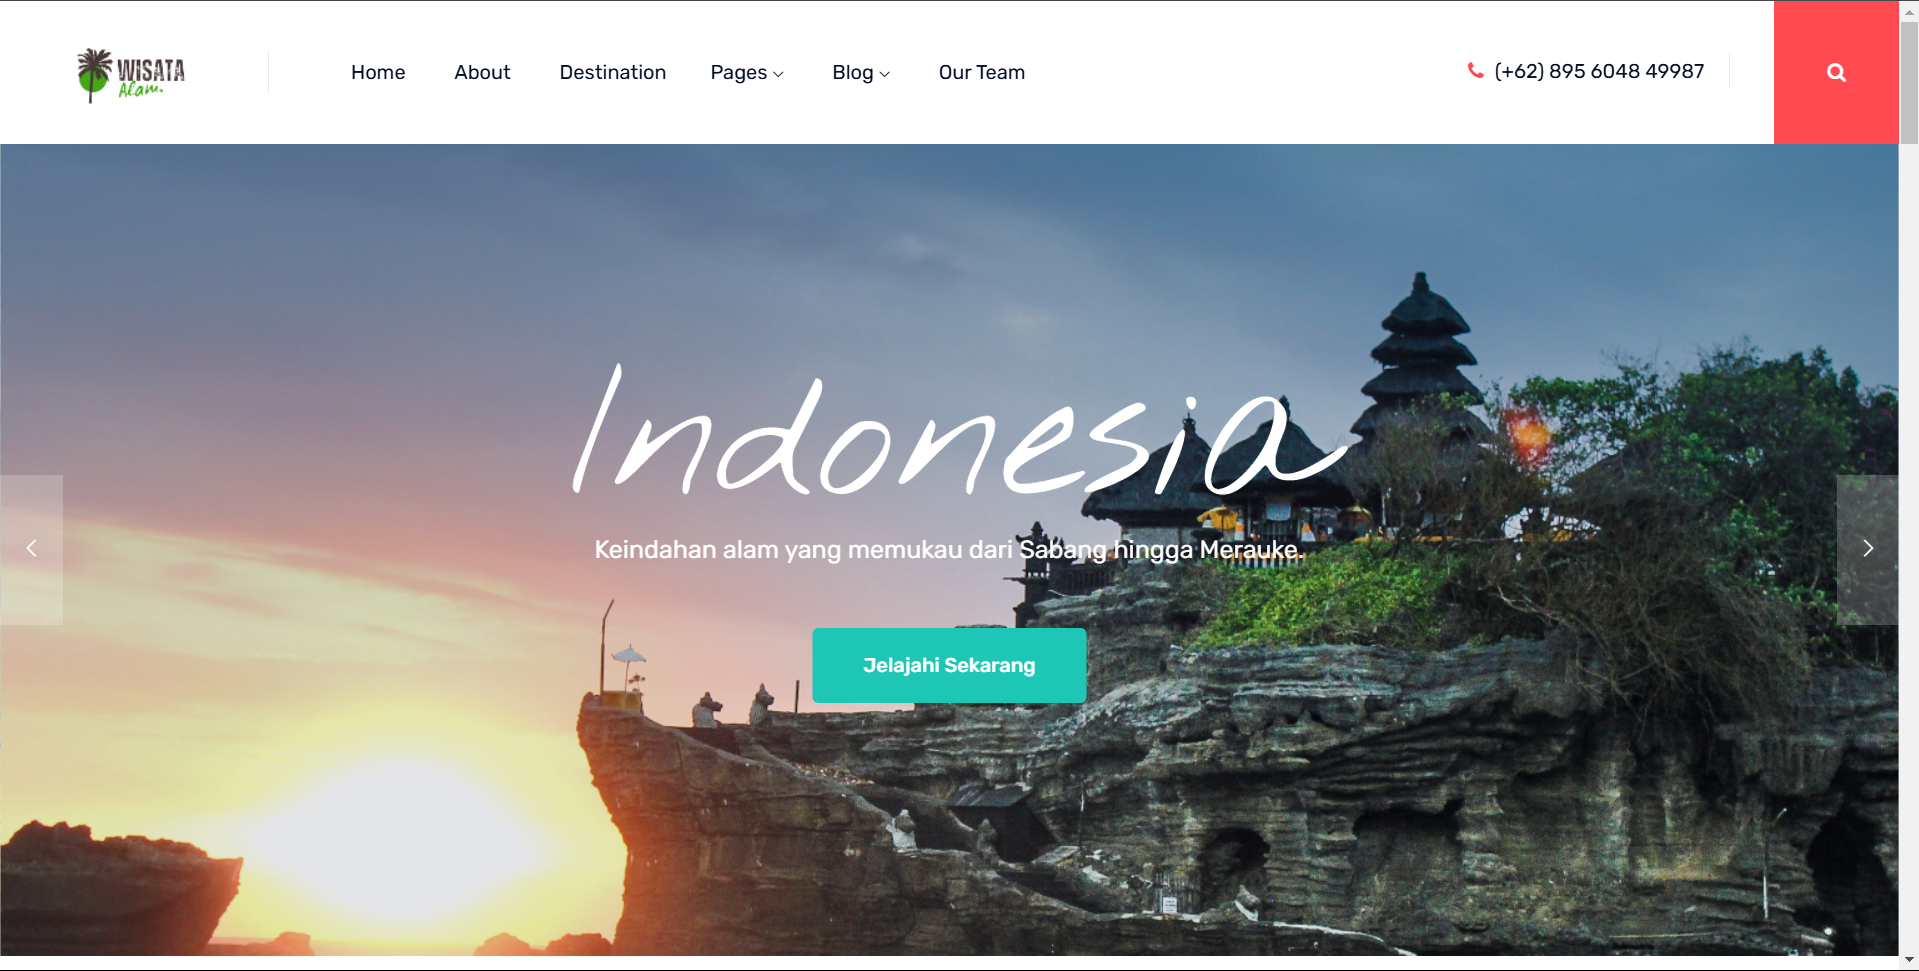 WISATA
Alam.
Home About Destination Pages Blog Our Team
(+62) 895 6048 49987
Indonesia
Keindahan alam yang memukau dari Sabang hingga Merauke.
Jelajahi Sekarang